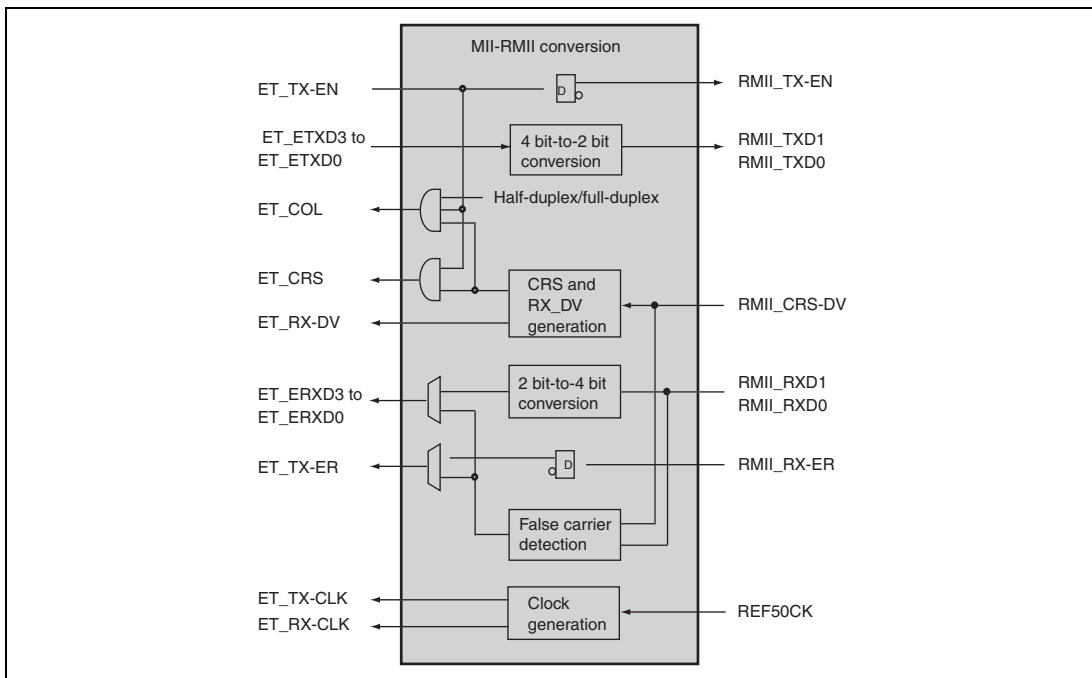 MII-RMII conversion
ET_TX-EN
D
RMII_TX-EN
ET_ETXD3 to
ET_ETXD0
4 bit-to-2 bit
conversion
RMII_TXD1
RMII_TXD0
Half-duplex/full-duplex
ET_COL
ET_CRS
CRS and
RX_DV
generation
RMII_CRS-DV
ET_RX-DV
ET_ERXD3 to
ET_ERXD0
2 bit-to-4 bit
conversion
RMII_RXD1
RMII_RXD0
ET_TX-ER
D
RMII_RX-ER
False carrier
detection
ET_TX-CLK
ET_RX-CLK
Clock
generation
REF50CK